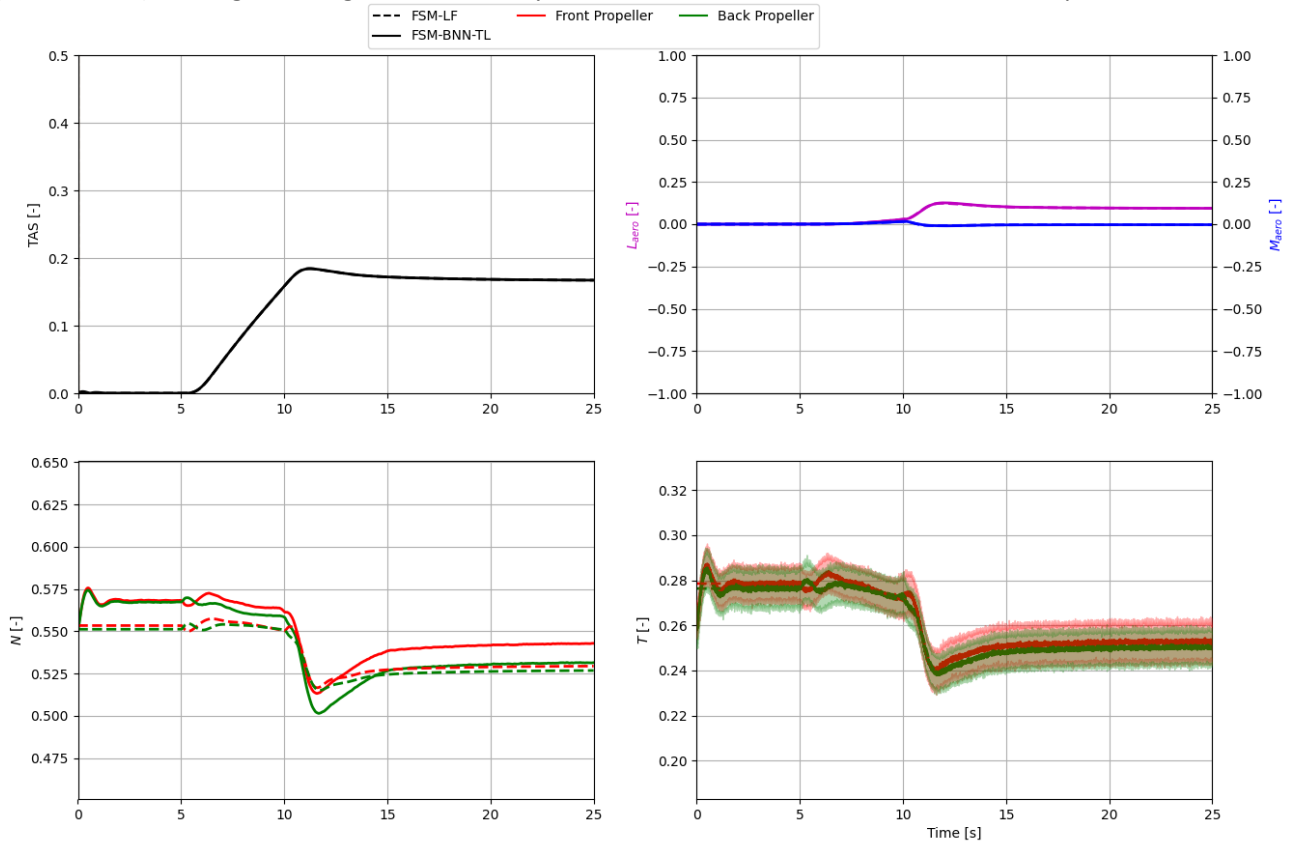 FSM-LF
FSM-BNN-TL
Front Propeller
Back Propeller
TAS [-]
0.5
0.4
0.3
0.2
0.1
0.0
0 5 10 15 20 25
L_aero [-]
1.00
0.75
0.50
0.25
0.00
−0.25
−0.50
−0.75
−1.00
0 5 10 15 20 25
1.00
0.75
0.50
0.25
0.00
−0.25
−0.50
−0.75
−1.00
M_aero [-]
N [-]
0.650
0.625
0.600
0.575
0.550
0.525
0.500
0.475
0 5 10 15 20 25
T [-]
0.32
0.30
0.28
0.26
0.24
0.22
0.20
0 5 10 15 20 25
Time [s]